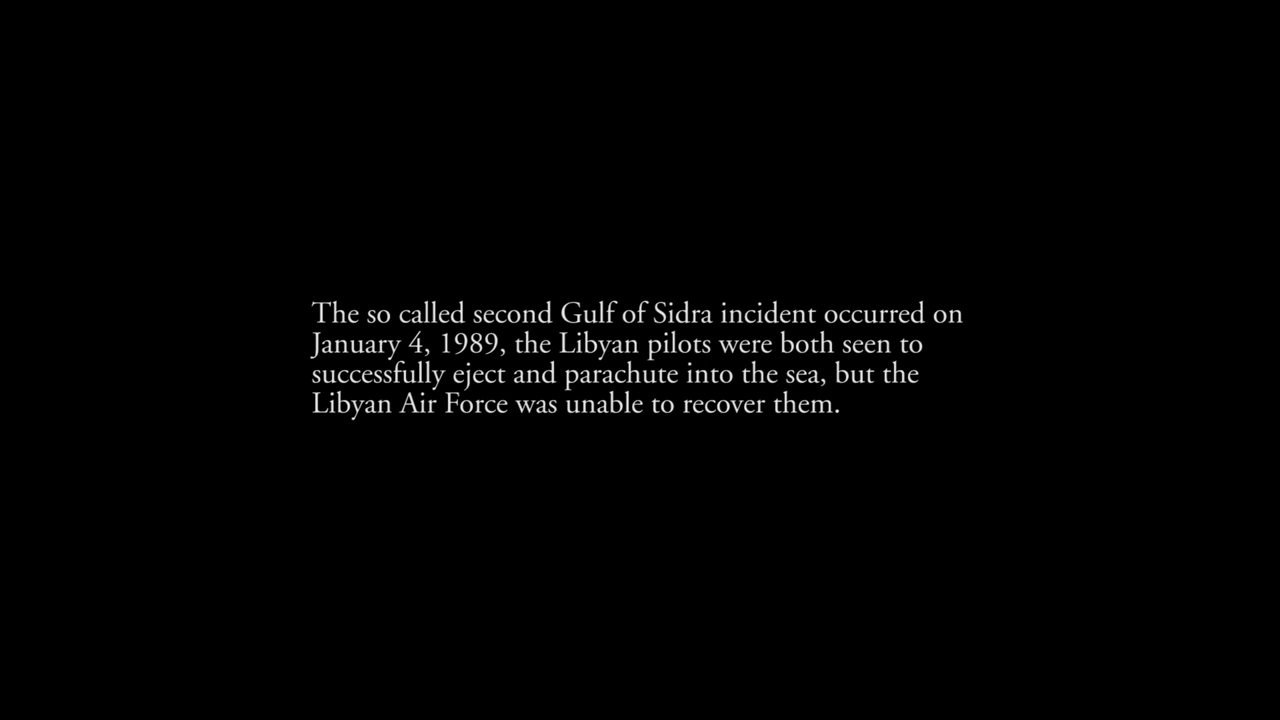 The so called second Gulf of Sidra incident occurred on
January 4, 1989, the Libyan pilots were both seen to
successfully eject and parachute into the sea, but the
Libyan Air Force was unable to recover them.